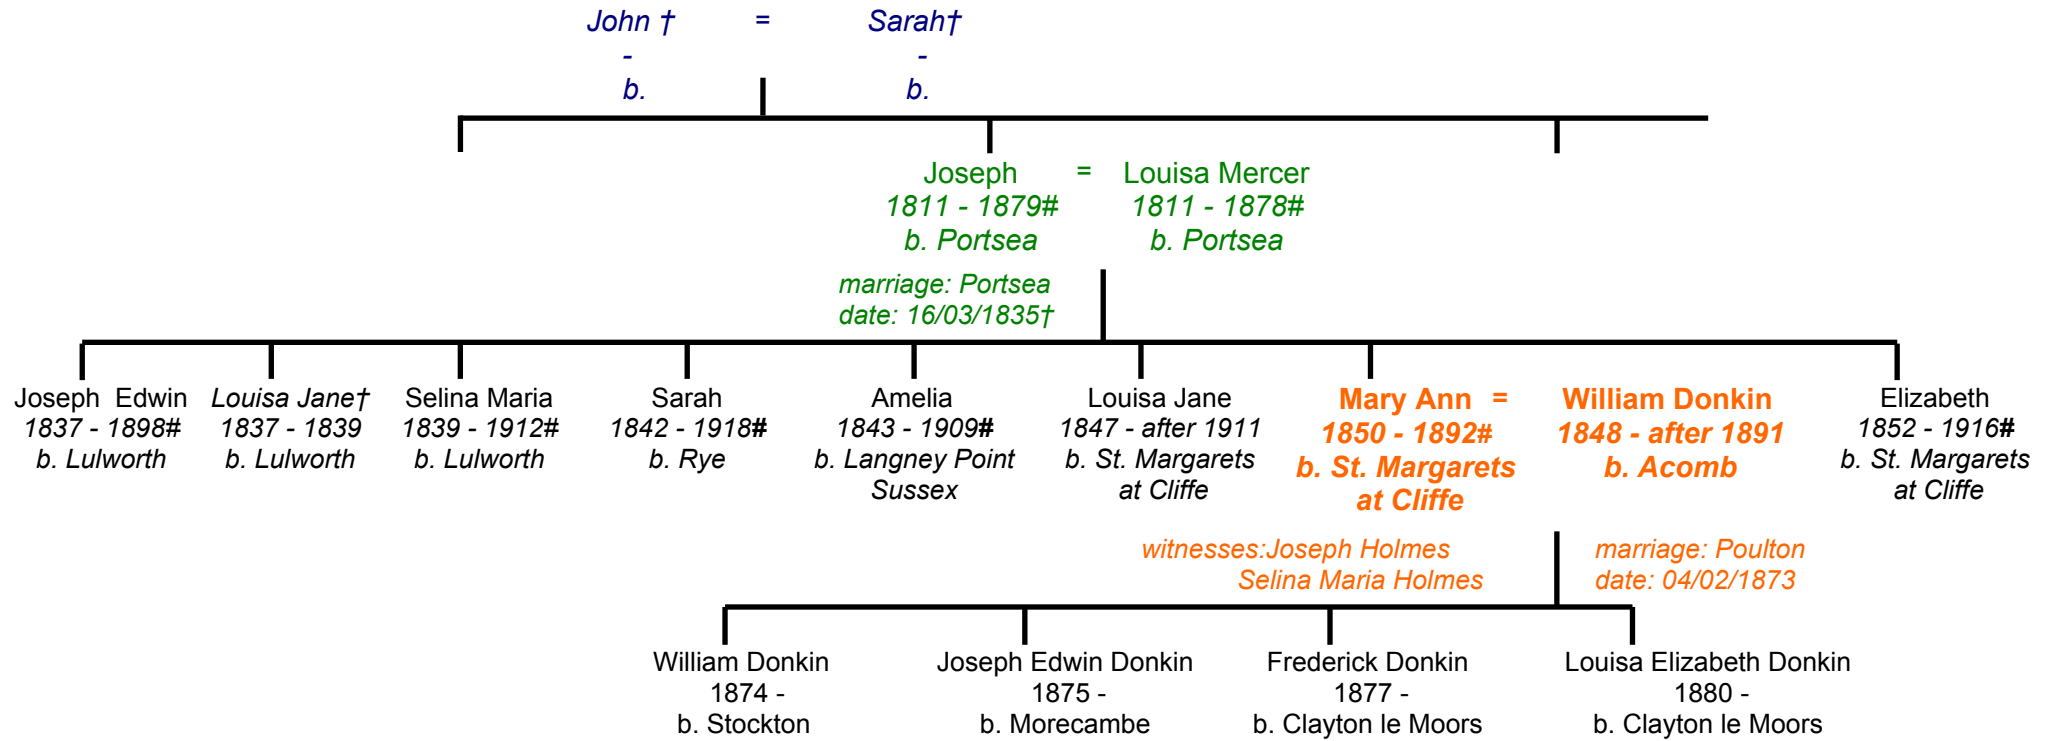 John † = Sarah†
- -
b. b.
Joseph = Louisa Mercer
1811 - 1879# 1811 - 1878#
b. Portsea b. Portsea
marriage: Portsea
date: 16/03/1835†
Joseph Edwin Louisa Jane† Selina Maria Sarah Amelia Louisa Jane Mary Ann = William Donkin Elizabeth
1837 - 1898# 1837 - 1839 1839 - 1912# 1842 - 1918# 1843 - 1909# 1847 - after 1911 1850 - 1892# 1848 - after 1891 1852 - 1916#
b. Lulworth b. Lulworth b. Lulworth b. Rye b. Langney Point b. St. Margarets b. St. Margarets b. Acomb b. St. Margarets
Sussex at Cliffe at Cliffe at Cliffe
witnesses:Joseph Holmes marriage: Poulton
Selina Maria Holmes date: 04/02/1873
William Donkin Joseph Edwin Donkin Frederick Donkin Louisa Elizabeth Donkin
1874 - 1875 - 1877 - 1880 -
b. Stockton b. Morecambe b. Clayton le Moors b. Clayton le Moors